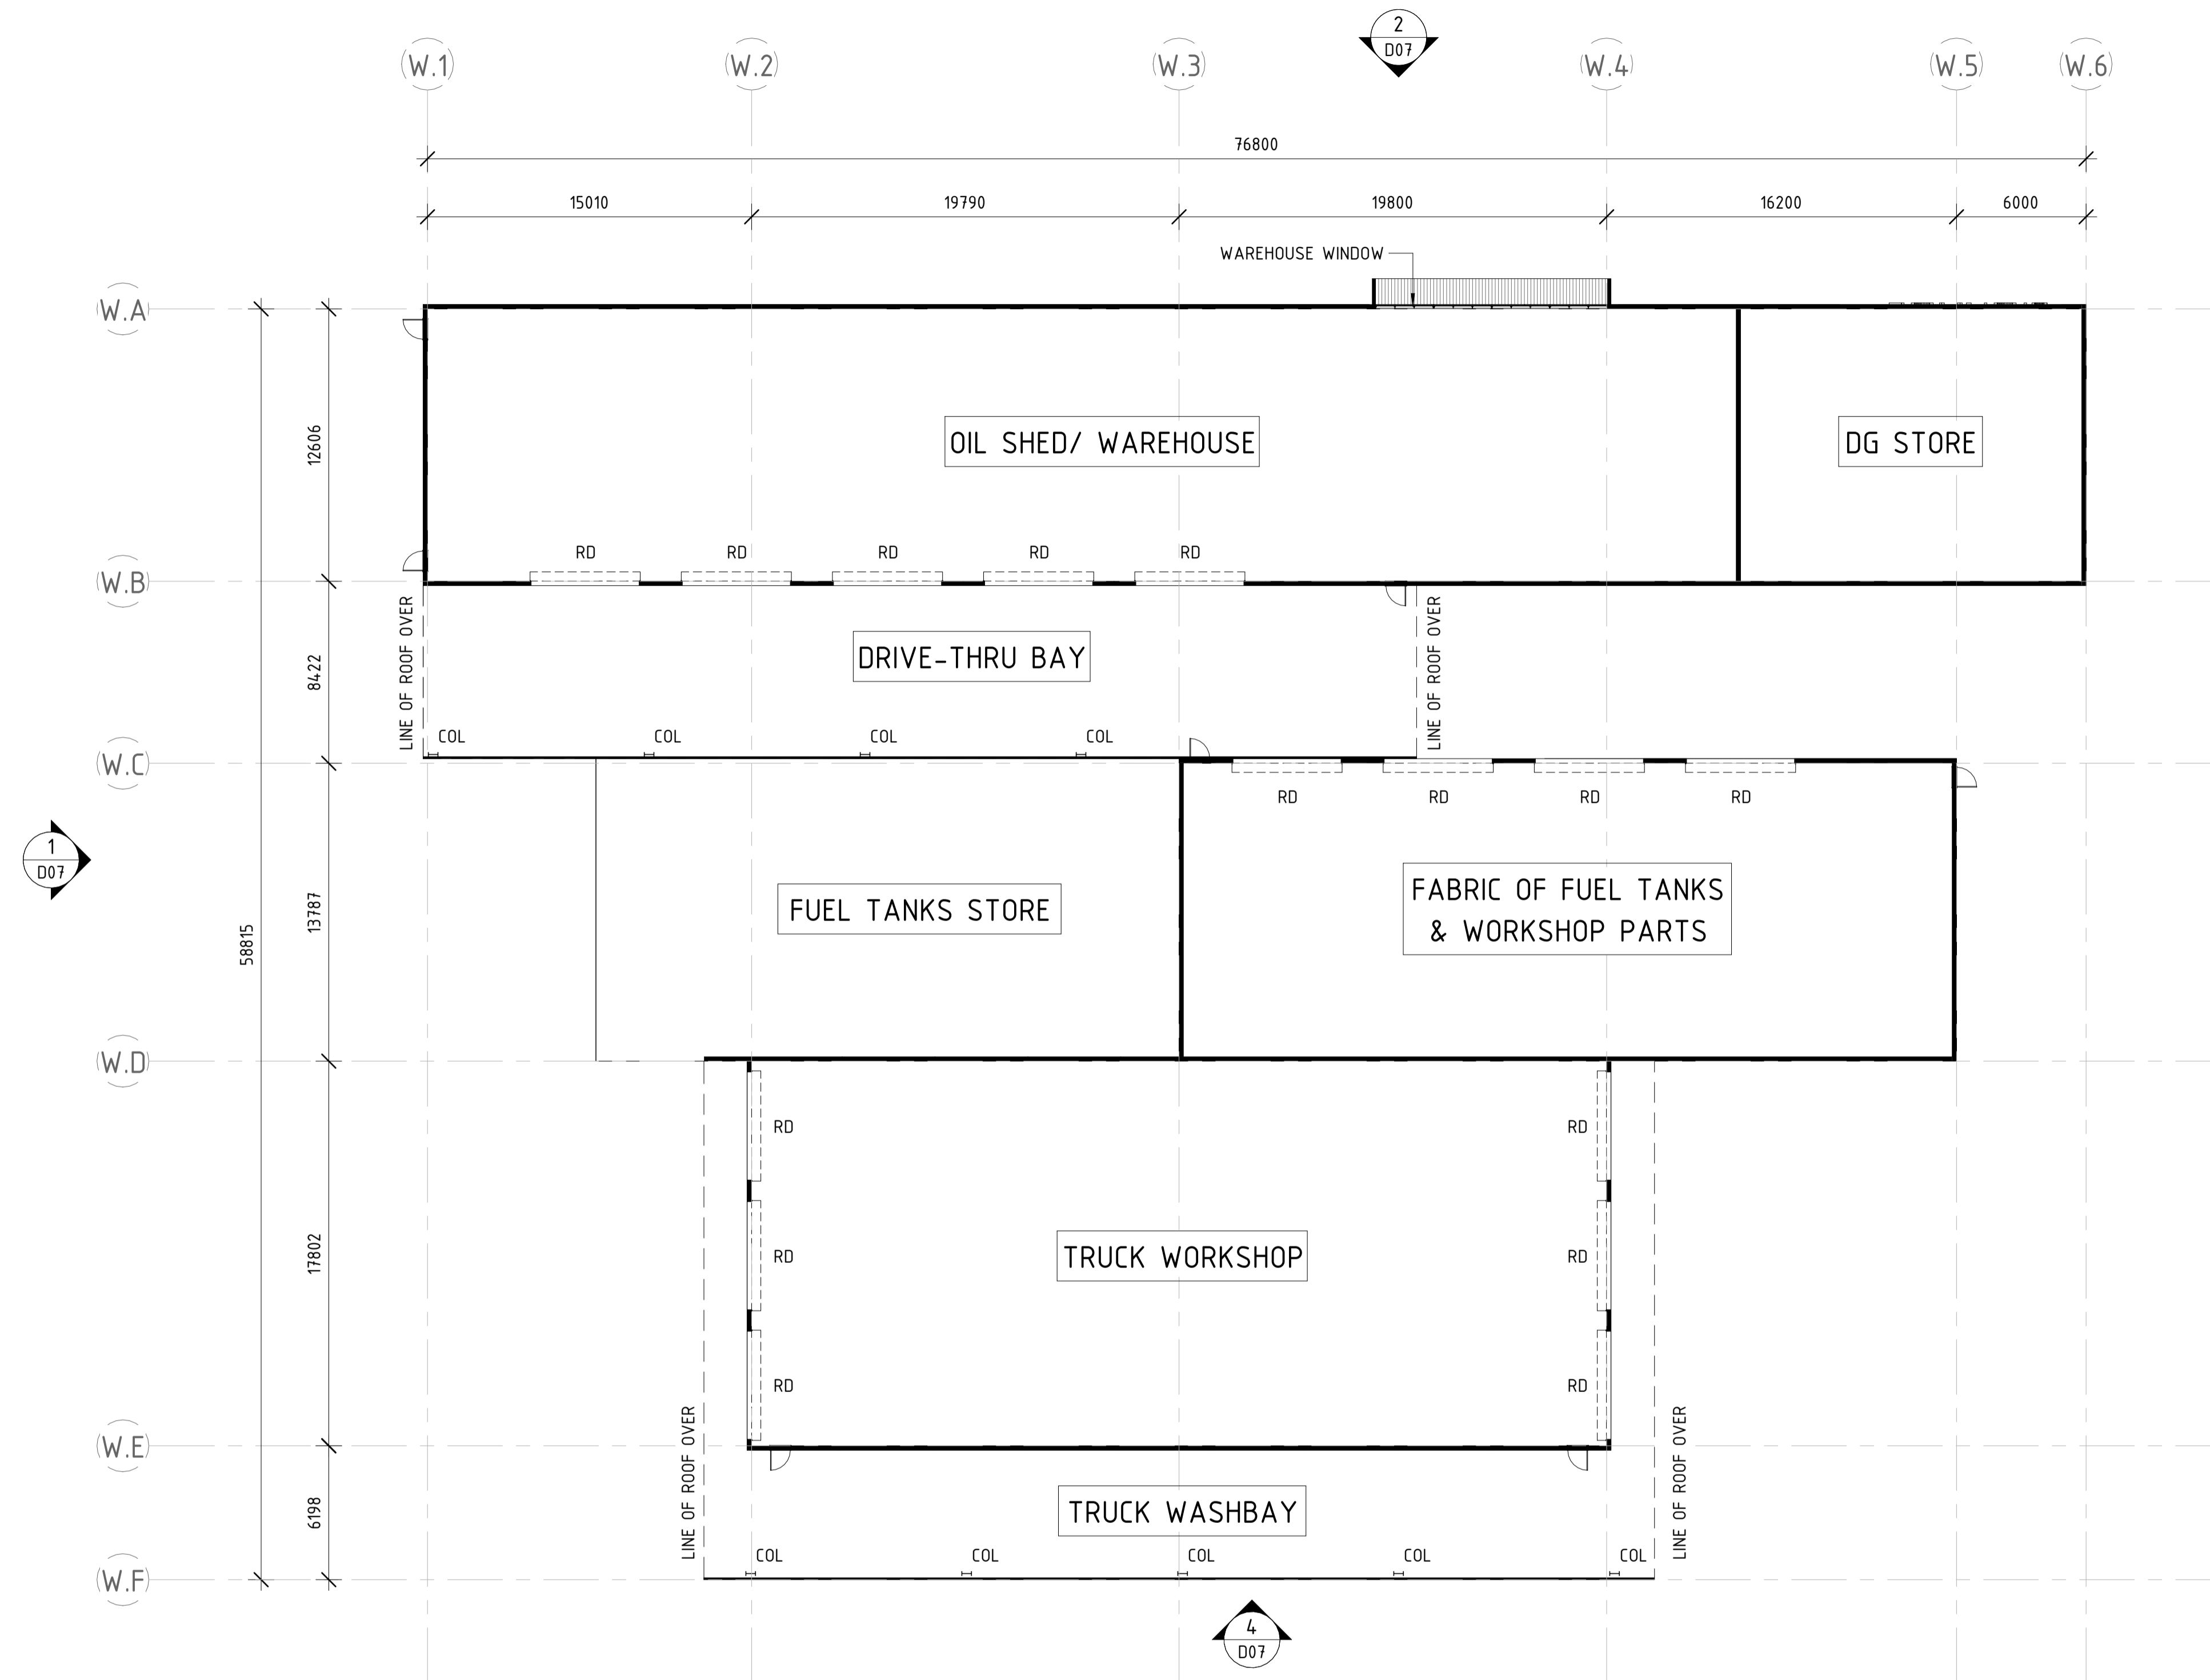 2
D07
(W.1)
(W.2)
(W.3)
(W.4)
(W.5)
(W.6)
76800
15010
19790
19800
16200
6000
WAREHOUSE WINDOW
(W.A)
12606
OIL SHED/ WAREHOUSE
DG STORE
RD
RD
RD
RD
RD
(W.B)
LINE OF ROOF OVER
LINE OF ROOF OVER
8422
DRIVE-THRU BAY
COL
COL
COL
COL
(W.C)
RD
RD
RD
RD
1
D07
58815
13787
FUEL TANKS STORE
FABRIC OF FUEL TANKS
& WORKSHOP PARTS
(W.D)
RD
RD
17802
TRUCK WORKSHOP
RD
RD
RD
RD
(W.E)
LINE OF ROOF OVER
LINE OF ROOF OVER
6198
TRUCK WASHBAY
COL
COL
COL
COL
COL
(W.F)
4
D07